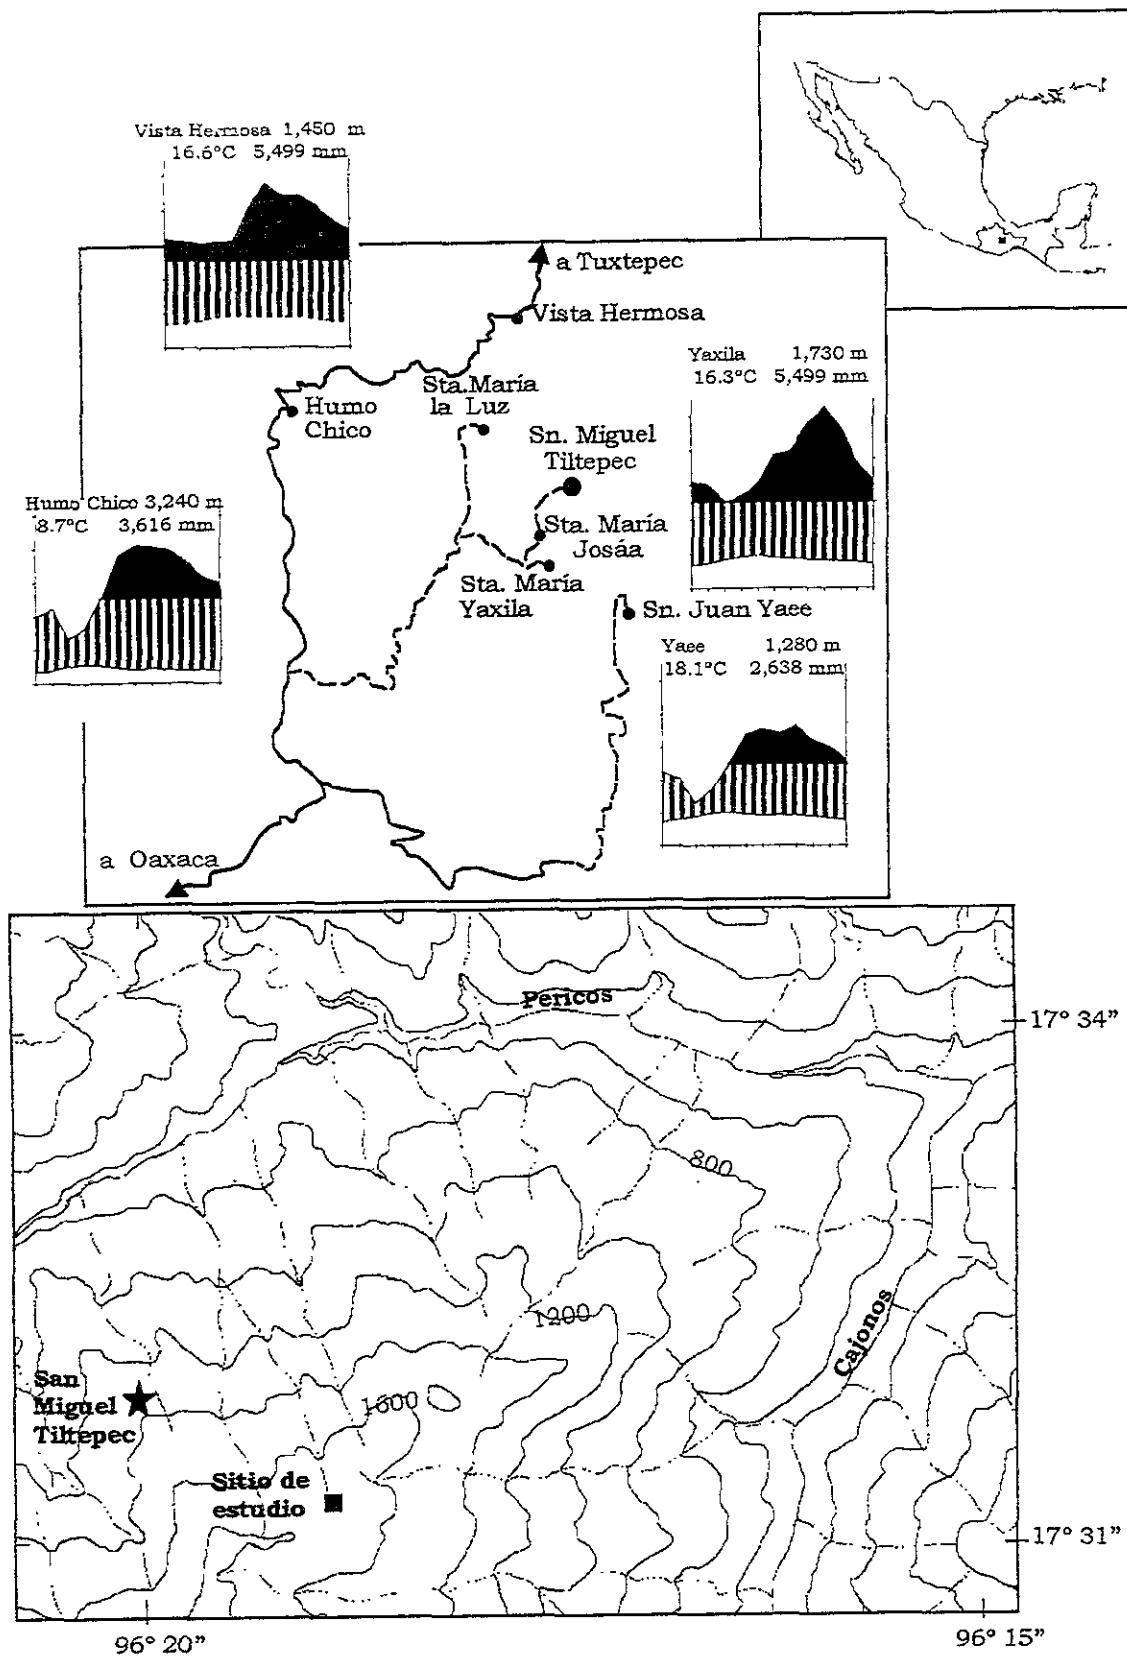 Vista Hermosa 1,450 m
16.6°C 5,499 mm
a Tuxtepec
Vista Hermosa
Yaxila 1,730 m
16.3°C 5,499 mm
Sta. María
la Luz
Humo
Chico
Sn. Miguel
Tiltepec
Humo Chico 3,240 m
8.7°C 3,616 mm
Sta. María
Josáa
Sta. María
Yaxila
Sn. Juan Yaee
Yaee 1,280 m
18.1°C 2,638 mm
a Oaxaca
Pericos
17° 34”
800
1200
Cajonos
San
Miguel
Tiltepec
1600
Sitio de
estudio
17° 31”
96° 20”
96° 15”